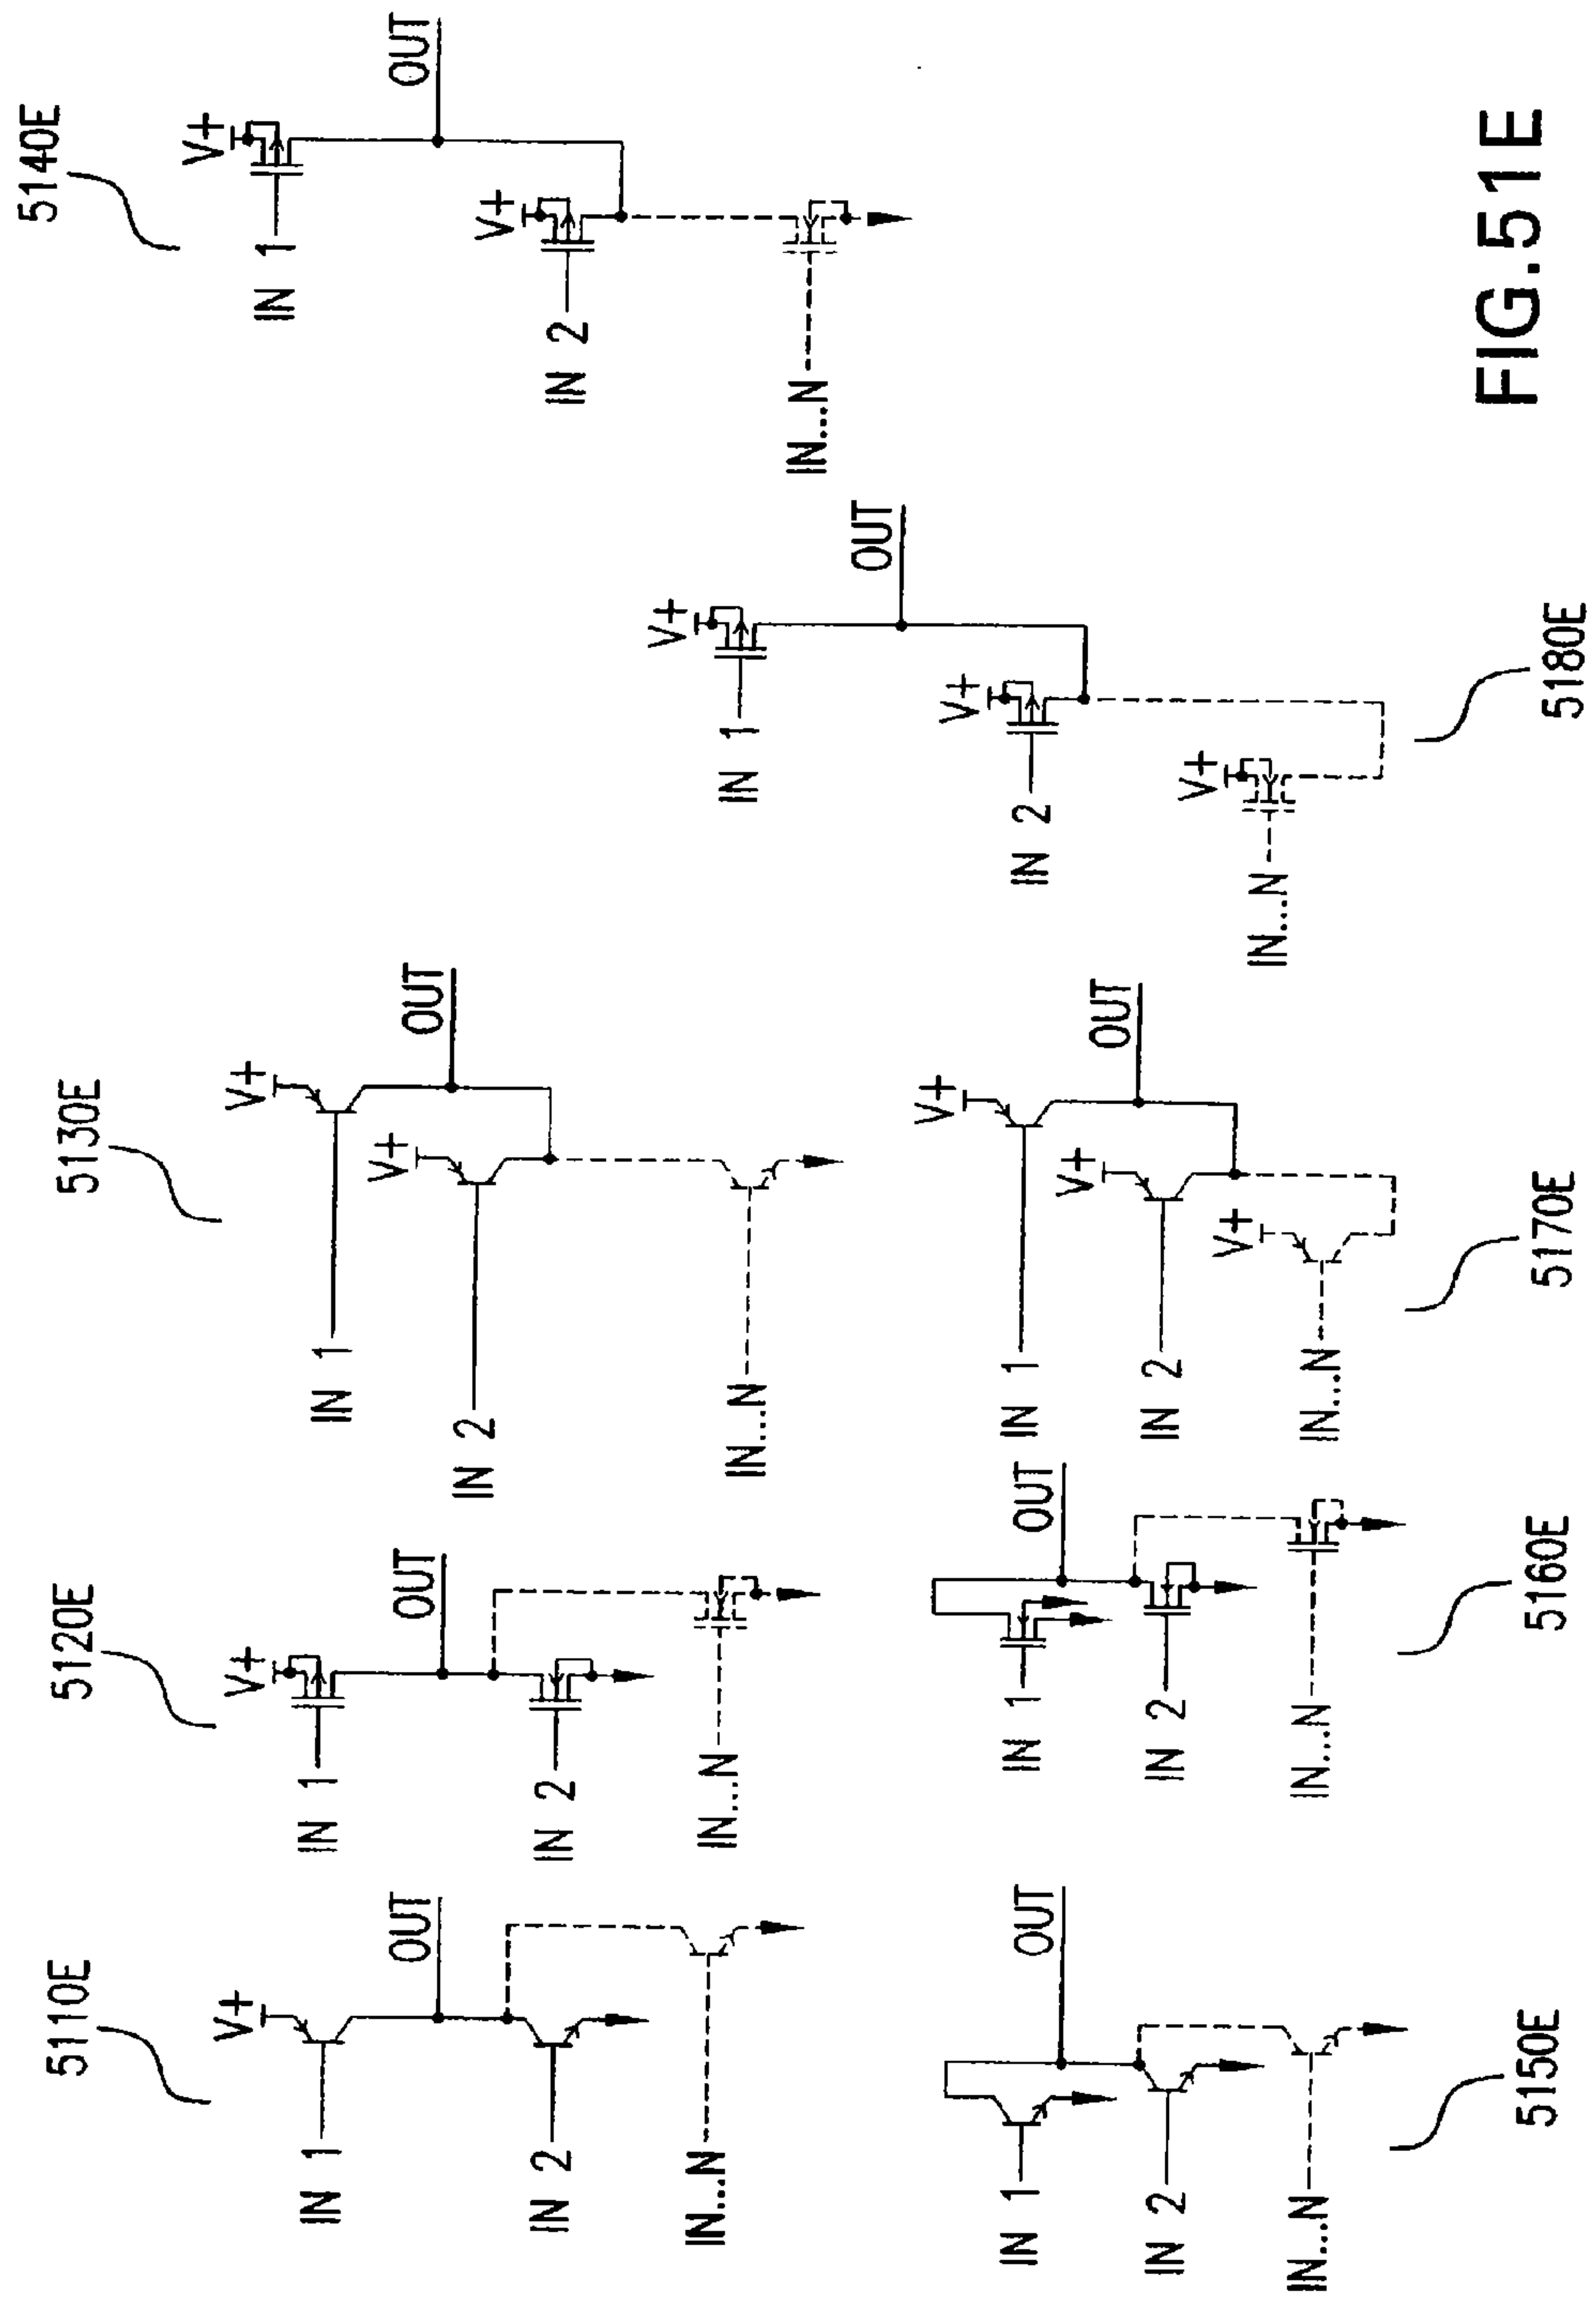 5110E
V+
IN 1
OUT
IN 2
IN...N
5120E
V+
IN 1
OUT
IN 2
IN...N
5130E
V+
IN 1
OUT
V+
IN 2
IN...N
5140E
V+
IN 1
OUT
V+
IN 2
IN...N
5150E
OUT
IN 1
IN 2
IN...N
5160E
OUT
IN 1
IN 2
IN...N
5170E
V+
IN 1
OUT
V+
IN 2
V+
IN...N
5180E
V+
IN 1
OUT
V+
IN 2
V+
IN...N
FIG.51E